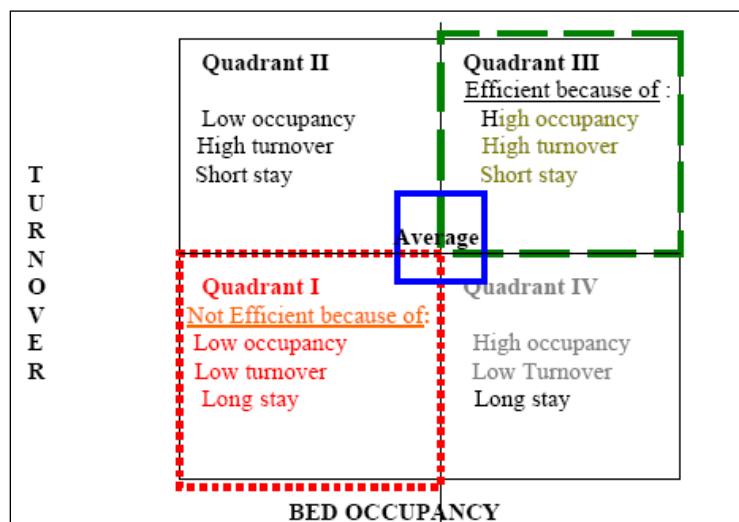 Quadrant II
Low occupancy
High turnover
Short stay
Quadrant III
Efficient because of :
High occupancy
High turnover
Short stay
TURNOVER
Average
Quadrant I
Not Efficient because of:
Low occupancy
Low turnover
Long stay
Quadrant IV
High occupancy
Low Turnover
Long stay
BED OCCUPANCY